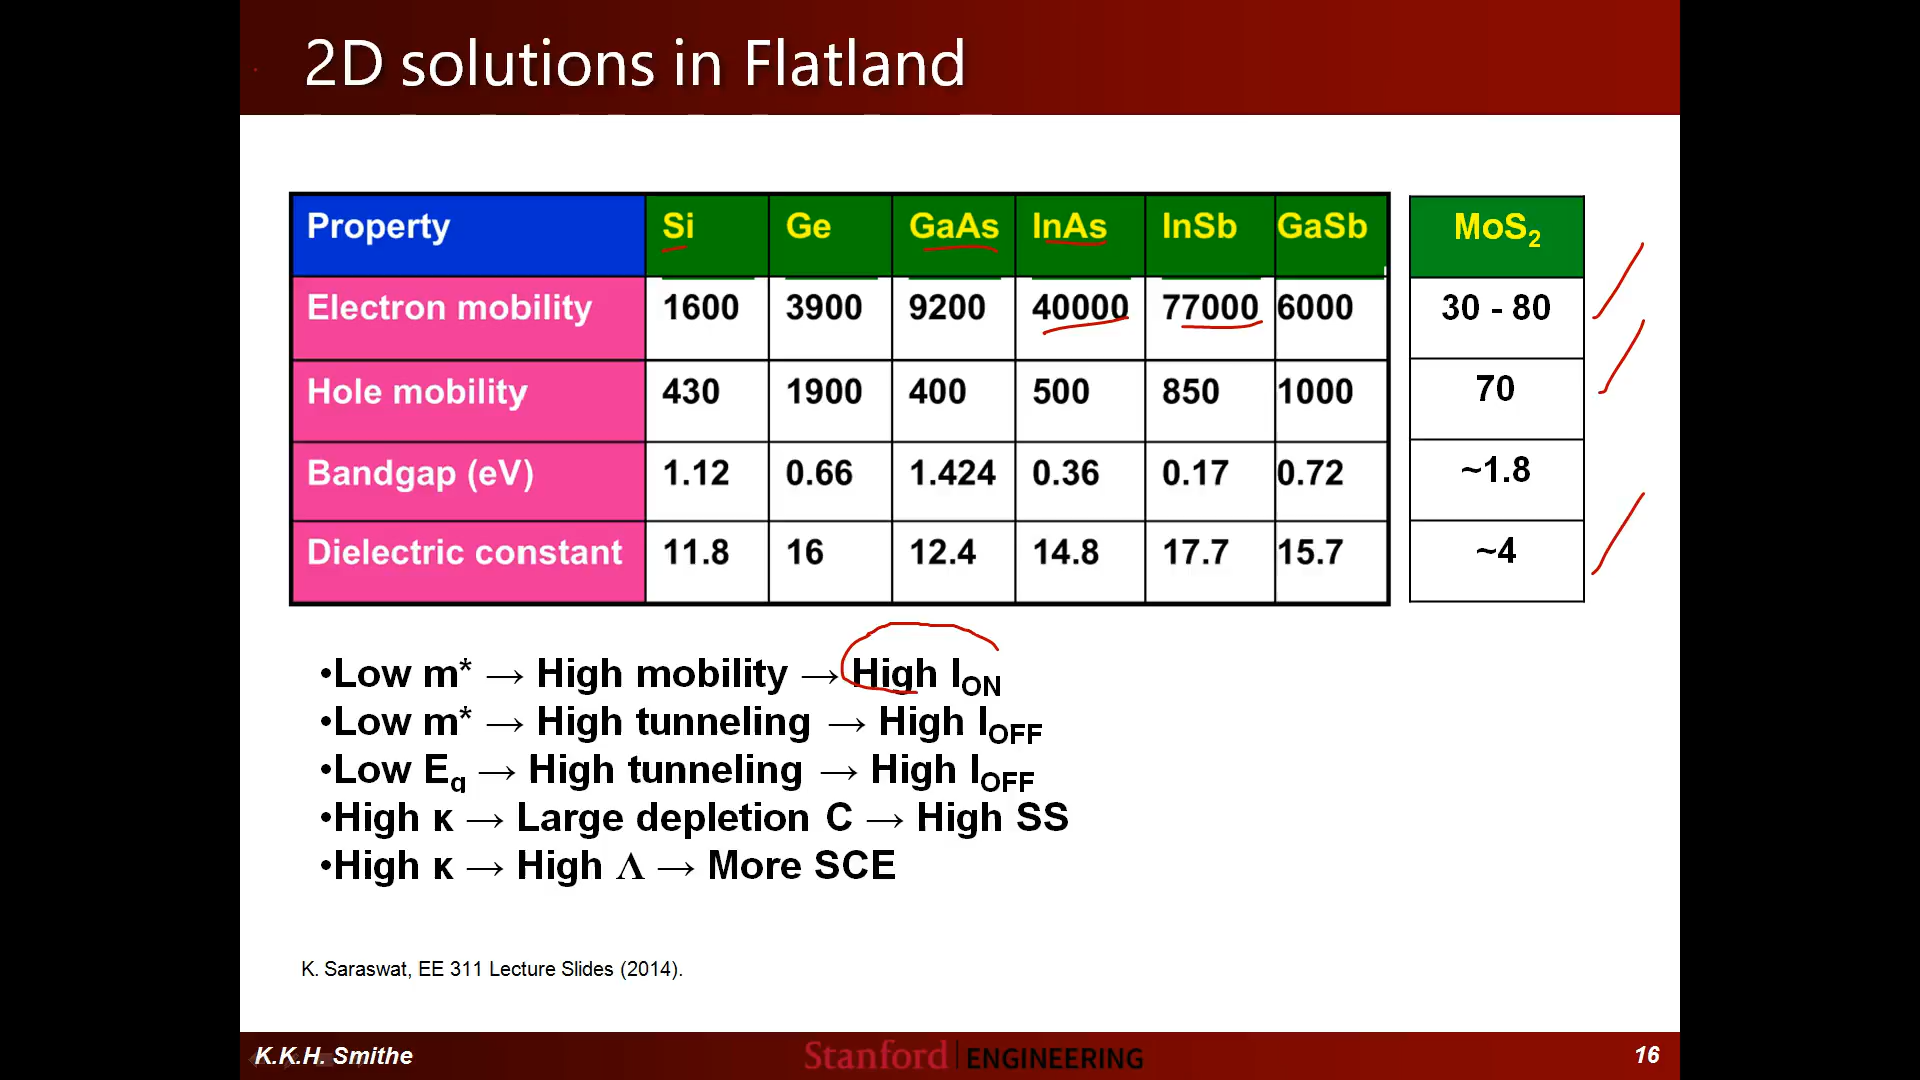 2D solutions in Flatland
Property Si Ge GaAs InAs InSb GaSb MoS₂
Electron mobility 1600 3900 9200 40000 77000 6000 30 - 80
Hole mobility 430 1900 400 500 850 1000 70
Bandgap (eV) 1.12 0.66 1.424 0.36 0.17 0.72 ~1.8
Dielectric constant 11.8 16 12.4 14.8 17.7 15.7 ~4
•Low m* → High mobility → High I_ON
•Low m* → High tunneling → High I_OFF
•Low E_g → High tunneling → High I_OFF
•High κ → Large depletion C → High SS
•High κ → High Λ → More SCE
K. Saraswat, EE 311 Lecture Slides (2014).
K.K.H. Smithe Stanford ENGINEERING 16